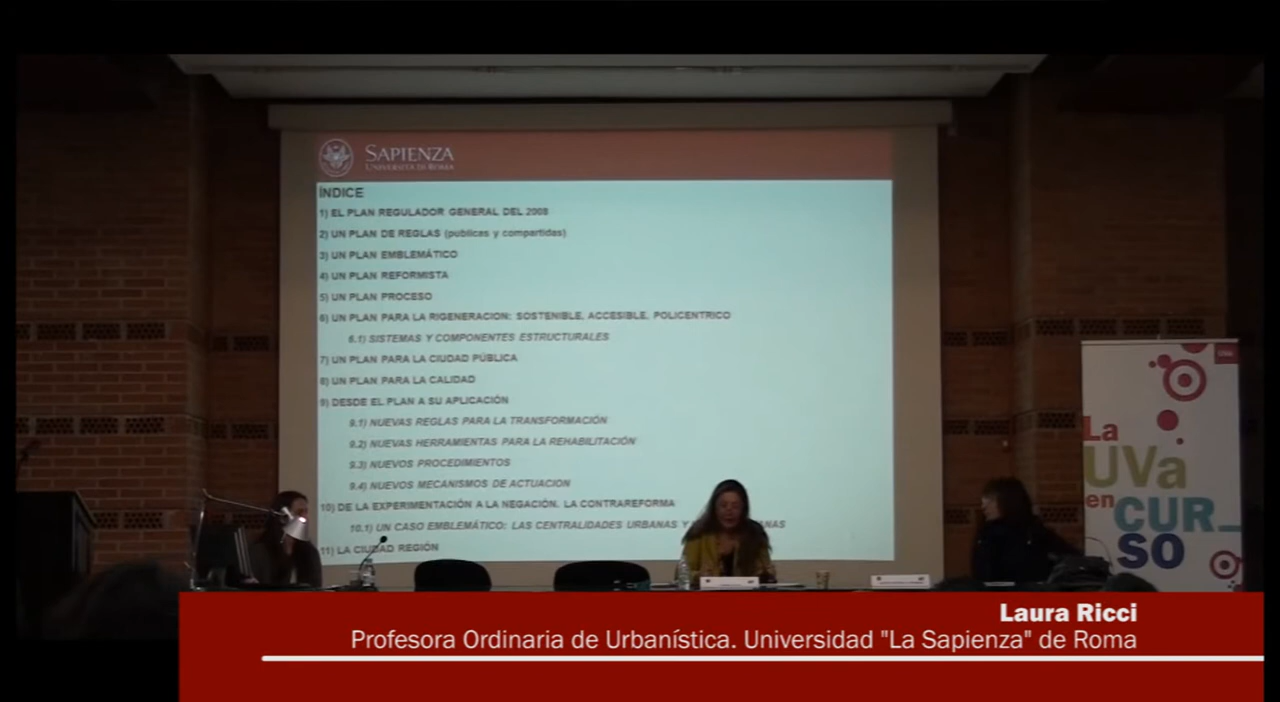 SAPIENZA
UNIVERSITÀ DI ROMA
ÍNDICE
1) EL PLAN REGULADOR GENERAL DEL 2008
2) UN PLAN DE REGLAS (públicas y compartidas)
3) UN PLAN EMBLEMÁTICO
4) UN PLAN REFORMISTA
5) UN PLAN PROCESO
6) UN PLAN PARA LA RIGENERACION: SOSTENIBLE, ACCESIBLE, POLICENTRICO
6.1) SISTEMAS Y COMPONENTES ESTRUCTURALES
7) UN PLAN PARA LA CIUDAD PÚBLICA
8) UN PLAN PARA LA CALIDAD
9) DESDE EL PLAN A SU APLICACIÓN
9.1) NUEVAS REGLAS PARA LA TRANSFORMACIÓN
9.2) NUEVAS HERRAMIENTAS PARA LA REHABILITACIÓN
9.3) NUEVOS PROCEDIMIENTOS
9.4) NUEVOS MECANISMOS DE ACTUACION
10) DE LA EXPERIMENTACIÓN A LA NEGACIÓN. LA CONTRAREFORMA
10.1) UN CASO EMBLEMÁTICO: LAS CENTRALIDADES URBANAS Y
11) LA CIUDAD REGIÓN
La
UVa
en
CUR_
SO
Laura Ricci
Profesora Ordinaria de Urbanística. Universidad "La Sapienza" de Roma